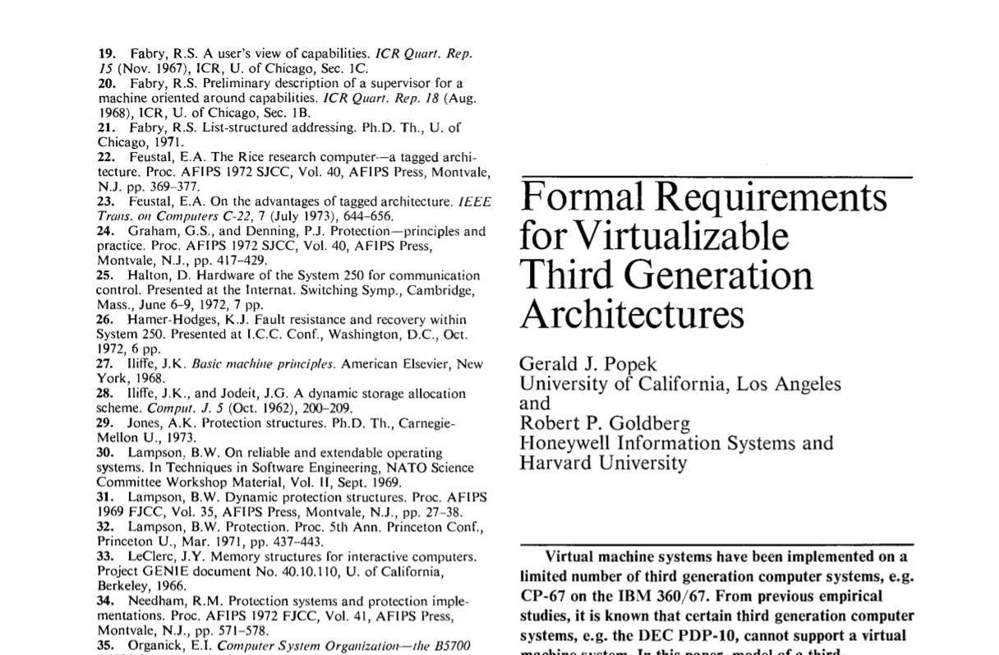 19. Fabry, R.S. A user's view of capabilities. ICR Quart. Rep.
15 (Nov. 1967), ICR, U. of Chicago, Sec. 1C.
20. Fabry, R.S. Preliminary description of a supervisor for a
machine oriented around capabilities. ICR Quart. Rep. 18 (Aug.
1968), ICR, U. of Chicago, Sec. 1B.
21. Fabry, R.S. List-structured addressing. Ph.D. Th., U. of
Chicago, 1971.
22. Feustal, E.A. The Rice research computer—a tagged archi-
tecture. Proc. AFIPS 1972 SJCC, Vol. 40, AFIPS Press, Montvale,
N.J. pp. 369–377.
23. Feustal, E.A. On the advantages of tagged architecture. IEEE
Trans. on Computers C-22, 7 (July 1973), 644–656.
24. Graham, G.S., and Denning, P.J. Protection—principles and
practice. Proc. AFIPS 1972 SJCC, Vol. 40, AFIPS Press,
Montvale, N.J., pp. 417–429.
25. Halton, D. Hardware of the System 250 for communication
control. Presented at the Internat. Switching Symp., Cambridge,
Mass., June 6–9, 1972, 7 pp.
26. Hamer-Hodges, K.J. Fault resistance and recovery within
System 250. Presented at I.C.C. Conf., Washington, D.C., Oct.
1972, 6 pp.
27. Iliffe, J.K. Basic machine principles. American Elsevier, New
York, 1968.
28. Iliffe, J.K., and Jodeit, J.G. A dynamic storage allocation
scheme. Comput. J. 5 (Oct. 1962), 200–209.
29. Jones, A.K. Protection structures. Ph.D. Th., Carnegie-
Mellon U., 1973.
30. Lampson, B.W. On reliable and extendable operating
systems. In Techniques in Software Engineering, NATO Science
Committee Workshop Material, Vol. II, Sept. 1969.
31. Lampson, B.W. Dynamic protection structures. Proc. AFIPS
1969 FJCC, Vol. 35, AFIPS Press, Montvale, N.J., pp. 27–38.
32. Lampson, B.W. Protection. Proc. 5th Ann. Princeton Conf.,
Princeton U., Mar. 1971, pp. 437–443.
33. LeClerc, J.Y. Memory structures for interactive computers.
Project GENIE document No. 40.10.110, U. of California,
Berkeley, 1966.
34. Needham, R.M. Protection systems and protection imple-
mentations. Proc. AFIPS 1972 FJCC, Vol. 41, AFIPS Press,
Montvale, N.J., pp. 571–578.
35. Organick, E.I. Computer System Organization—the B5700
Formal Requirements
for Virtualizable
Third Generation
Architectures
Gerald J. Popek
University of California, Los Angeles
and
Robert P. Goldberg
Honeywell Information Systems and
Harvard University
Virtual machine systems have been implemented on a
limited number of third generation computer systems, e.g.
CP-67 on the IBM 360/67. From previous empirical
studies, it is known that certain third generation computer
systems, e.g. the DEC PDP-10, cannot support a virtual
machine system. In this paper, model of a third-